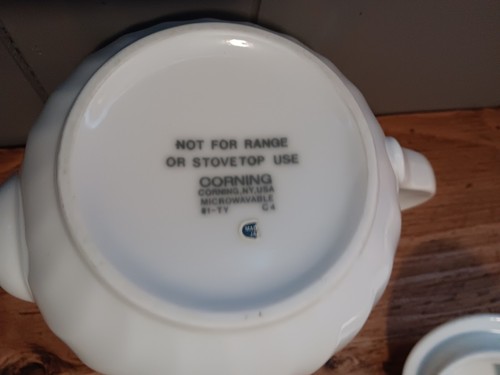 NOT FOR RANGE
OR STOVETOP USE
CORNING
CORNING,NY,USA
MICROWAVABLE
81-TY C4